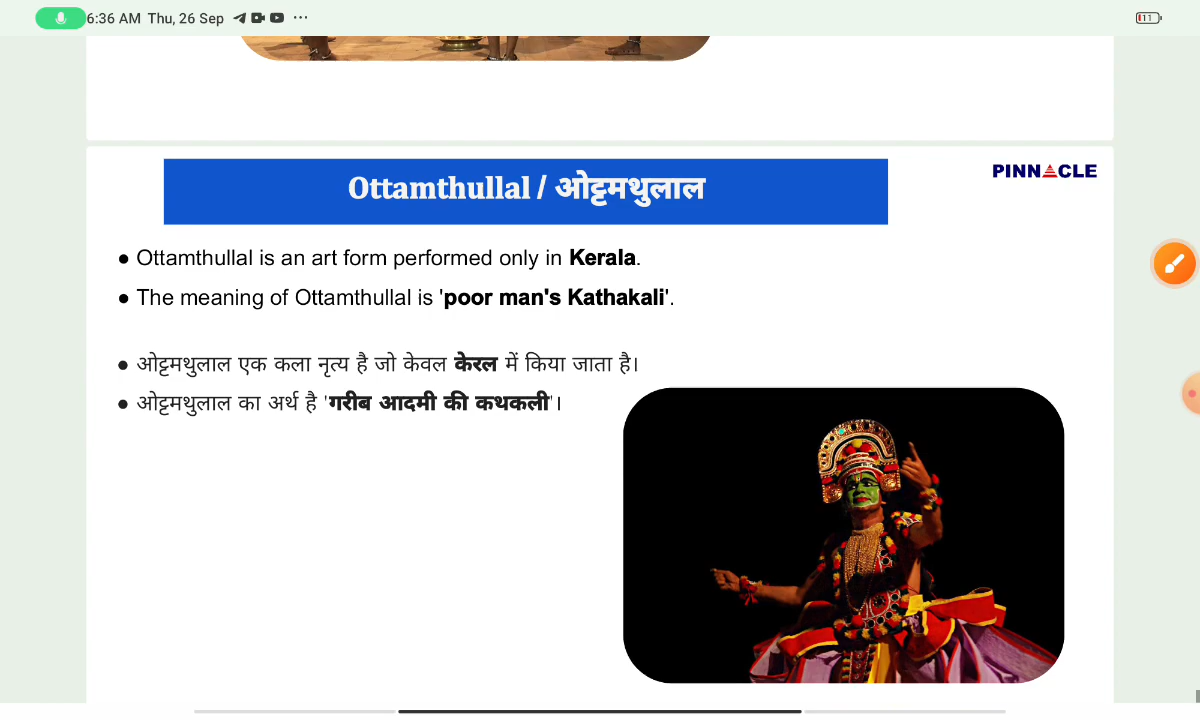 6:36 AM Thu, 26 Sep
11
Ottamthullal / ओट्टमथुलाल
PINNACLE
● Ottamthullal is an art form performed only in Kerala.
● The meaning of Ottamthullal is 'poor man's Kathakali'.
● ओट्टमथुलाल एक कला नृत्य है जो केवल केरल में किया जाता है।
● ओट्टमथुलाल का अर्थ है 'गरीब आदमी की कथकली'।